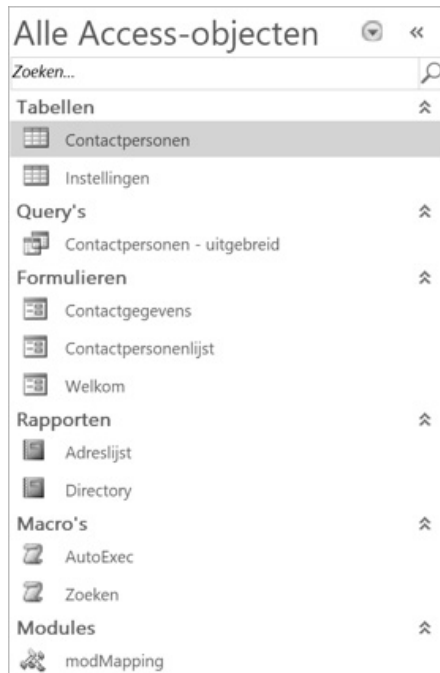 Alle Access-objecten
Zoeken...
Tabellen
Contactpersonen
Instellingen
Query's
Contactpersonen - uitgebreid
Formulieren
Contactgegevens
Contactpersonenlijst
Welkom
Rapporten
Adreslijst
Directory
Macro's
AutoExec
Zoeken
Modules
modMapping